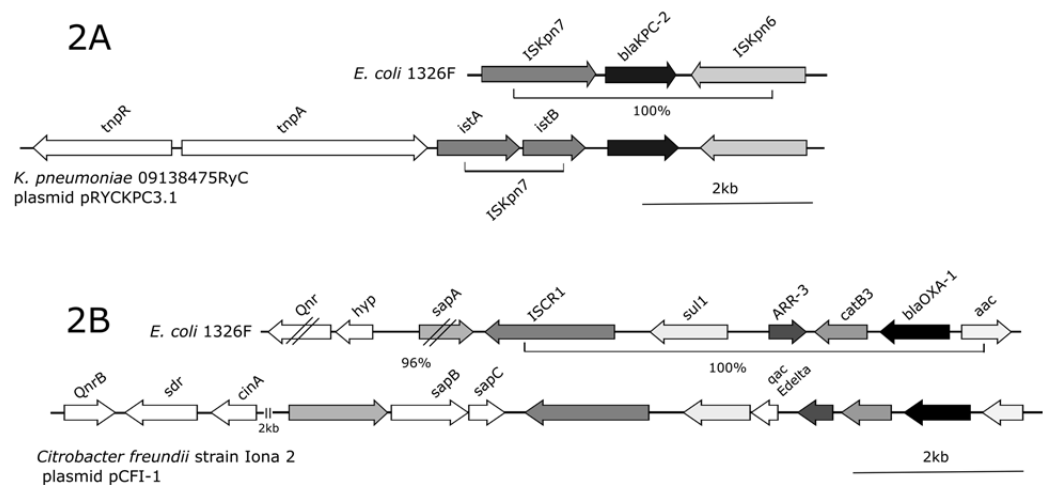 2A
ISKpn7 blaKPC-2 ISKpn6
E. coli 1326F
100%
tnpR tnpA istA istB
K. pneumoniae 09138475RyC
plasmid pRYCKPC3.1
ISKpn7
2kb
2B
Qnr hyp sapA ISCR1 sul1 ARR-3 catB3 blaOXA-1 aac
E. coli 1326F
96% 100%
QnrB sdr cinA sapB sapC qac
Edelta
2kb
Citrobacter freundii strain Iona 2
plasmid pCFI-1
2kb